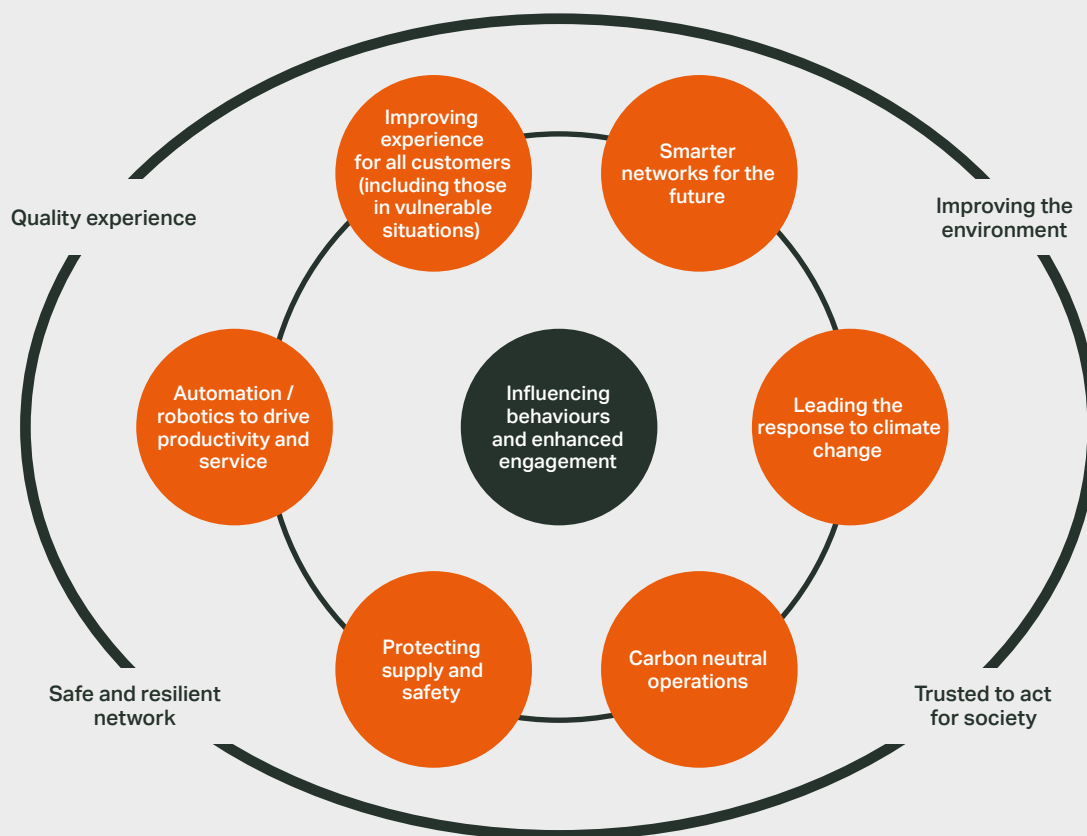 Improving
experience
for all customers
(including those
in vulnerable
situations)
Smarter
networks for the
future
Quality experience
Improving the
environment
Automation /
robotics to drive
productivity and
service
Influencing
behaviours
and enhanced
engagement
Leading the
response to climate
change
Protecting
supply and
safety
Carbon neutral
operations
Safe and resilient
network
Trusted to act
for society